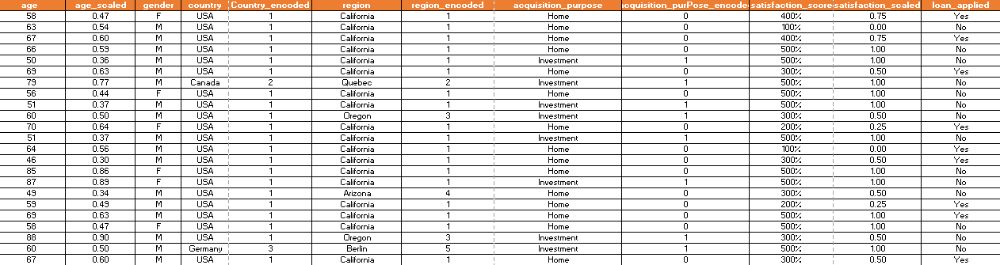 age age_scaled gender country Country_encoded region region_encoded acquisition_purpose cquisition_purPose_encode satisfaction_score satisfaction_scaled loan_applied
58 0.47 F USA 1 California 1 Home 0 400% 0.75 Yes
63 0.54 M USA 1 California 1 Home 0 100% 0.00 No
67 0.60 M USA 1 California 1 Home 0 400% 0.75 Yes
66 0.59 M USA 1 California 1 Home 0 500% 1.00 No
50 0.36 M USA 1 California 1 Investment 1 500% 1.00 No
69 0.63 M USA 1 California 1 Home 0 300% 0.50 Yes
79 0.77 M Canada 2 Quebec 2 Investment 1 500% 1.00 No
56 0.44 F USA 1 California 1 Home 0 500% 1.00 No
51 0.37 M USA 1 California 1 Investment 1 500% 1.00 No
60 0.50 M USA 1 Oregon 3 Investment 1 300% 0.50 No
70 0.64 F USA 1 California 1 Home 0 200% 0.25 Yes
51 0.37 M USA 1 California 1 Investment 1 500% 1.00 No
64 0.56 M USA 1 California 1 Home 0 100% 0.00 Yes
46 0.30 M USA 1 California 1 Home 0 300% 0.50 Yes
85 0.86 F USA 1 California 1 Home 0 500% 1.00 No
87 0.89 F USA 1 California 1 Investment 1 500% 1.00 No
49 0.34 M USA 1 Arizona 4 Home 0 300% 0.50 No
59 0.49 M USA 1 California 1 Home 0 200% 0.25 Yes
69 0.63 M USA 1 California 1 Home 0 500% 1.00 Yes
58 0.47 F USA 1 California 1 Home 0 500% 1.00 No
88 0.90 M USA 1 Oregon 3 Investment 1 300% 0.50 No
60 0.50 M Germany 3 Berlin 5 Investment 1 500% 1.00 No
67 0.60 M USA 1 California 1 Home 0 300% 0.50 Yes